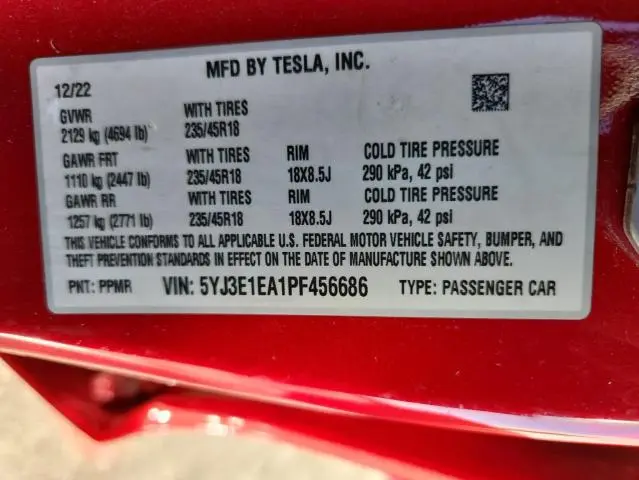 MFD BY TESLA, INC.
12/22
GVWR WITH TIRES
2129 kg (4694 lb) 235/45R18
GAWR FRT WITH TIRES RIM COLD TIRE PRESSURE
1110 kg (2447 lb) 235/45R18 18X8.5J 290 kPa, 42 psi
GAWR RR WITH TIRES RIM COLD TIRE PRESSURE
1257 kg (2771 lb) 235/45R18 18X8.5J 290 kPa, 42 psi
THIS VEHICLE CONFORMS TO ALL APPLICABLE U.S. FEDERAL MOTOR VEHICLE SAFETY, BUMPER, AND
THEFT PREVENTION STANDARDS IN EFFECT ON THE DATE OF MANUFACTURE SHOWN ABOVE.
PNT: PPMR VIN: 5YJ3E1EA1PF456686 TYPE: PASSENGER CAR